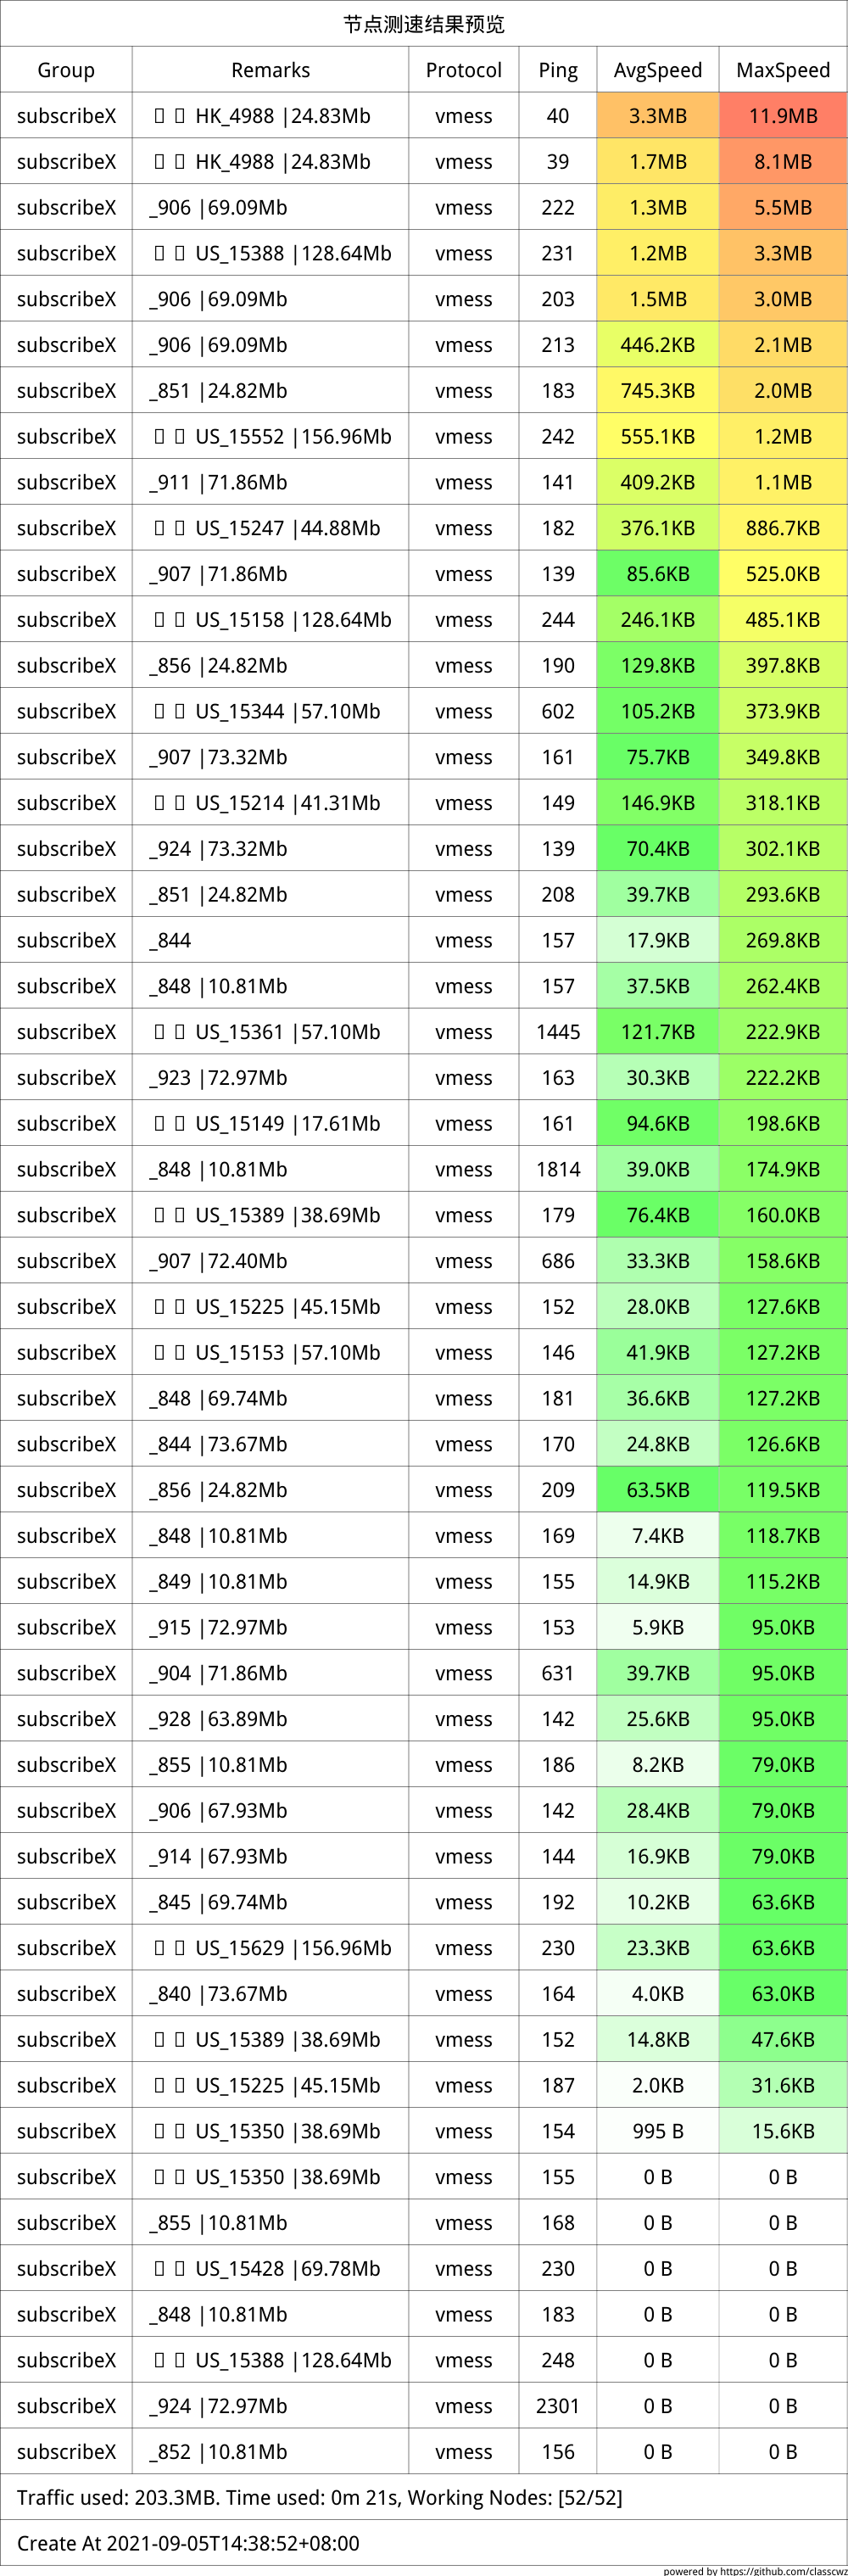 节点测速结果预览
Group Remarks Protocol Ping AvgSpeed MaxSpeed
subscribeX HK_4988 |24.83Mb vmess 40 3.3MB 11.9MB
subscribeX HK_4988 |24.83Mb vmess 39 1.7MB 8.1MB
subscribeX _906 |69.09Mb vmess 222 1.3MB 5.5MB
subscribeX US_15388 |128.64Mb vmess 231 1.2MB 3.3MB
subscribeX _906 |69.09Mb vmess 203 1.5MB 3.0MB
subscribeX _906 |69.09Mb vmess 213 446.2KB 2.1MB
subscribeX _851 |24.82Mb vmess 183 745.3KB 2.0MB
subscribeX US_15552 |156.96Mb vmess 242 555.1KB 1.2MB
subscribeX _911 |71.86Mb vmess 141 409.2KB 1.1MB
subscribeX US_15247 |44.88Mb vmess 182 376.1KB 886.7KB
subscribeX _907 |71.86Mb vmess 139 85.6KB 525.0KB
subscribeX US_15158 |128.64Mb vmess 244 246.1KB 485.1KB
subscribeX _856 |24.82Mb vmess 190 129.8KB 397.8KB
subscribeX US_15344 |57.10Mb vmess 602 105.2KB 373.9KB
subscribeX _907 |73.32Mb vmess 161 75.7KB 349.8KB
subscribeX US_15214 |41.31Mb vmess 149 146.9KB 318.1KB
subscribeX _924 |73.32Mb vmess 139 70.4KB 302.1KB
subscribeX _851 |24.82Mb vmess 208 39.7KB 293.6KB
subscribeX _844 vmess 157 17.9KB 269.8KB
subscribeX _848 |10.81Mb vmess 157 37.5KB 262.4KB
subscribeX US_15361 |57.10Mb vmess 1445 121.7KB 222.9KB
subscribeX _923 |72.97Mb vmess 163 30.3KB 222.2KB
subscribeX US_15149 |17.61Mb vmess 161 94.6KB 198.6KB
subscribeX _848 |10.81Mb vmess 1814 39.0KB 174.9KB
subscribeX US_15389 |38.69Mb vmess 179 76.4KB 160.0KB
subscribeX _907 |72.40Mb vmess 686 33.3KB 158.6KB
subscribeX US_15225 |45.15Mb vmess 152 28.0KB 127.6KB
subscribeX US_15153 |57.10Mb vmess 146 41.9KB 127.2KB
subscribeX _848 |69.74Mb vmess 181 36.6KB 127.2KB
subscribeX _844 |73.67Mb vmess 170 24.8KB 126.6KB
subscribeX _856 |24.82Mb vmess 209 63.5KB 119.5KB
subscribeX _848 |10.81Mb vmess 169 7.4KB 118.7KB
subscribeX _849 |10.81Mb vmess 155 14.9KB 115.2KB
subscribeX _915 |72.97Mb vmess 153 5.9KB 95.0KB
subscribeX _904 |71.86Mb vmess 631 39.7KB 95.0KB
subscribeX _928 |63.89Mb vmess 142 25.6KB 95.0KB
subscribeX _855 |10.81Mb vmess 186 8.2KB 79.0KB
subscribeX _906 |67.93Mb vmess 142 28.4KB 79.0KB
subscribeX _914 |67.93Mb vmess 144 16.9KB 79.0KB
subscribeX _845 |69.74Mb vmess 192 10.2KB 63.6KB
subscribeX US_15629 |156.96Mb vmess 230 23.3KB 63.6KB
subscribeX _840 |73.67Mb vmess 164 4.0KB 63.0KB
subscribeX US_15389 |38.69Mb vmess 152 14.8KB 47.6KB
subscribeX US_15225 |45.15Mb vmess 187 2.0KB 31.6KB
subscribeX US_15350 |38.69Mb vmess 154 995 B 15.6KB
subscribeX US_15350 |38.69Mb vmess 155 0 B 0 B
subscribeX _855 |10.81Mb vmess 168 0 B 0 B
subscribeX US_15428 |69.78Mb vmess 230 0 B 0 B
subscribeX _848 |10.81Mb vmess 183 0 B 0 B
subscribeX US_15388 |128.64Mb vmess 248 0 B 0 B
subscribeX _924 |72.97Mb vmess 2301 0 B 0 B
subscribeX _852 |10.81Mb vmess 156 0 B 0 B
Traffic used: 203.3MB. Time used: 0m 21s, Working Nodes: [52/52]
Create At 2021-09-05T14:38:52+08:00
powered by https://github.com/classcwz